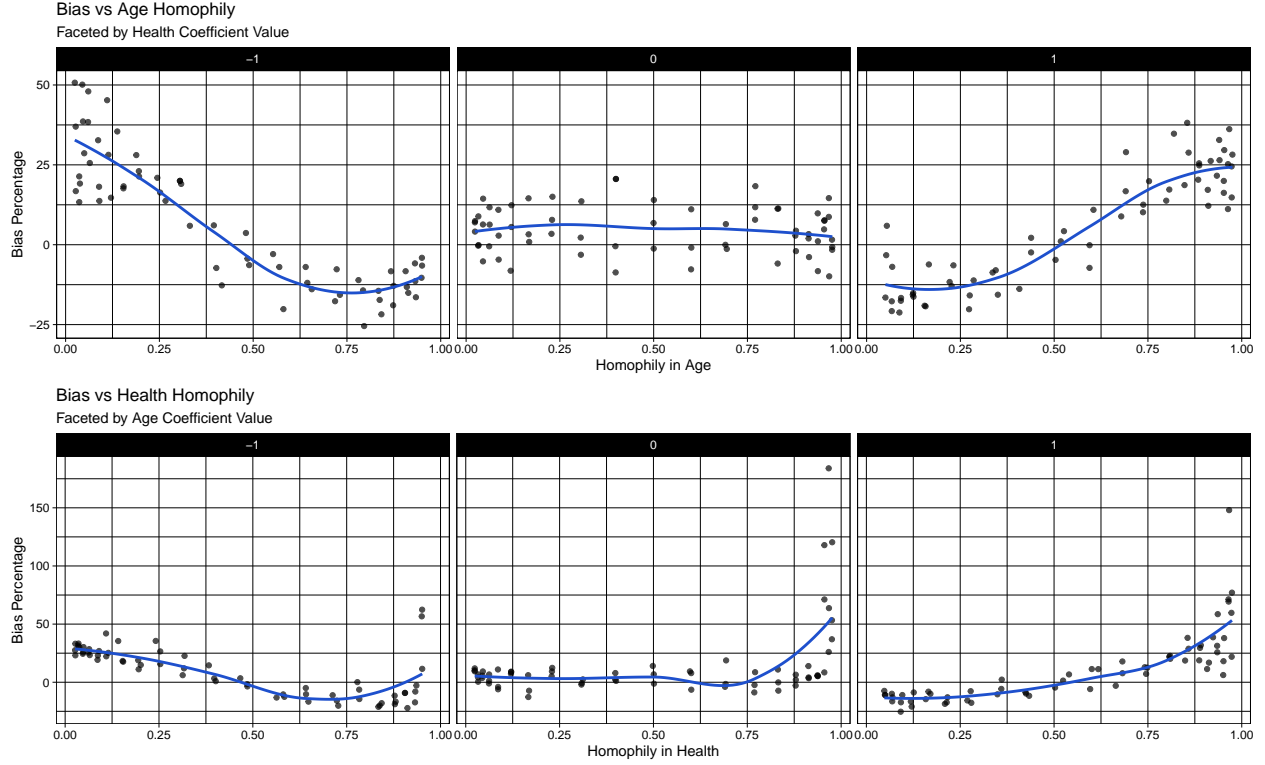 Bias vs Age Homophily
Faceted by Health Coefficient Value
−1 0 1
50
25
0
−25
Bias Percentage
0.00 0.25 0.50 0.75 1.00 0.00 0.25 0.50 0.75 1.00 0.00 0.25 0.50 0.75 1.00
Homophily in Age
Bias vs Health Homophily
Faceted by Age Coefficient Value
−1 0 1
150
100
50
0
Bias Percentage
0.00 0.25 0.50 0.75 1.00 0.00 0.25 0.50 0.75 1.00 0.00 0.25 0.50 0.75 1.00
Homophily in Health